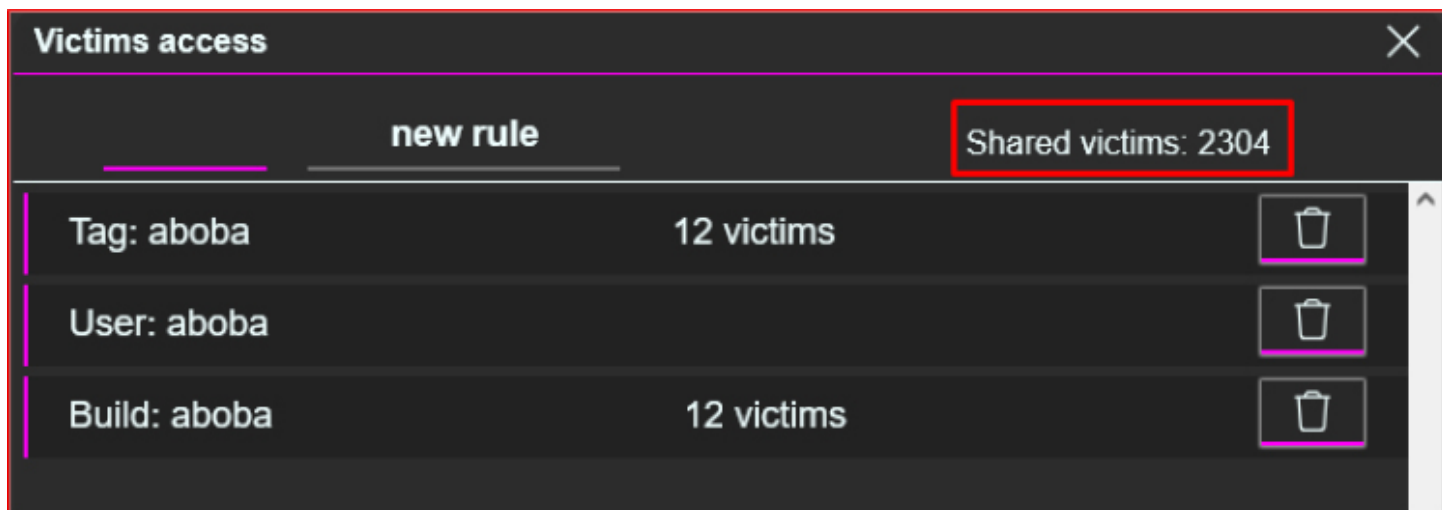 Victims access
new rule
Shared victims: 2304
Tag: aboba 12 victims
User: aboba
Build: aboba 12 victims